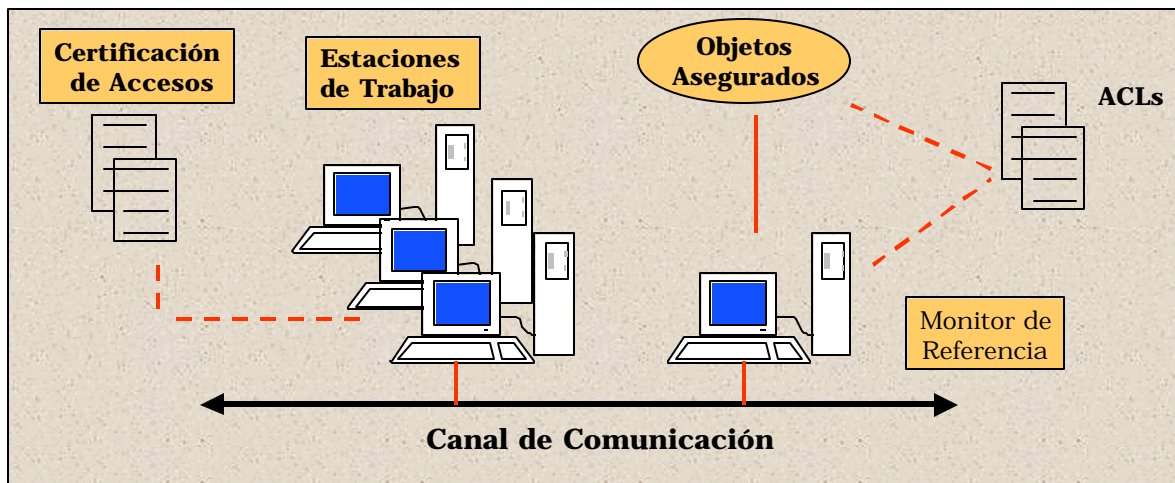 Certificación
de Accesos
Estaciones
de Trabajo
Objetos
Asegurados
ACLs
Monitor de
Referencia
Canal de Comunicación